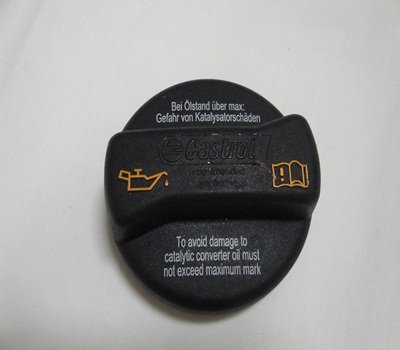 Bei Ölstand über max:
Gefahr von Katalysatorschäden
Castrol
To avoid damage to
catalytic converter oil must
not exceed maximum mark